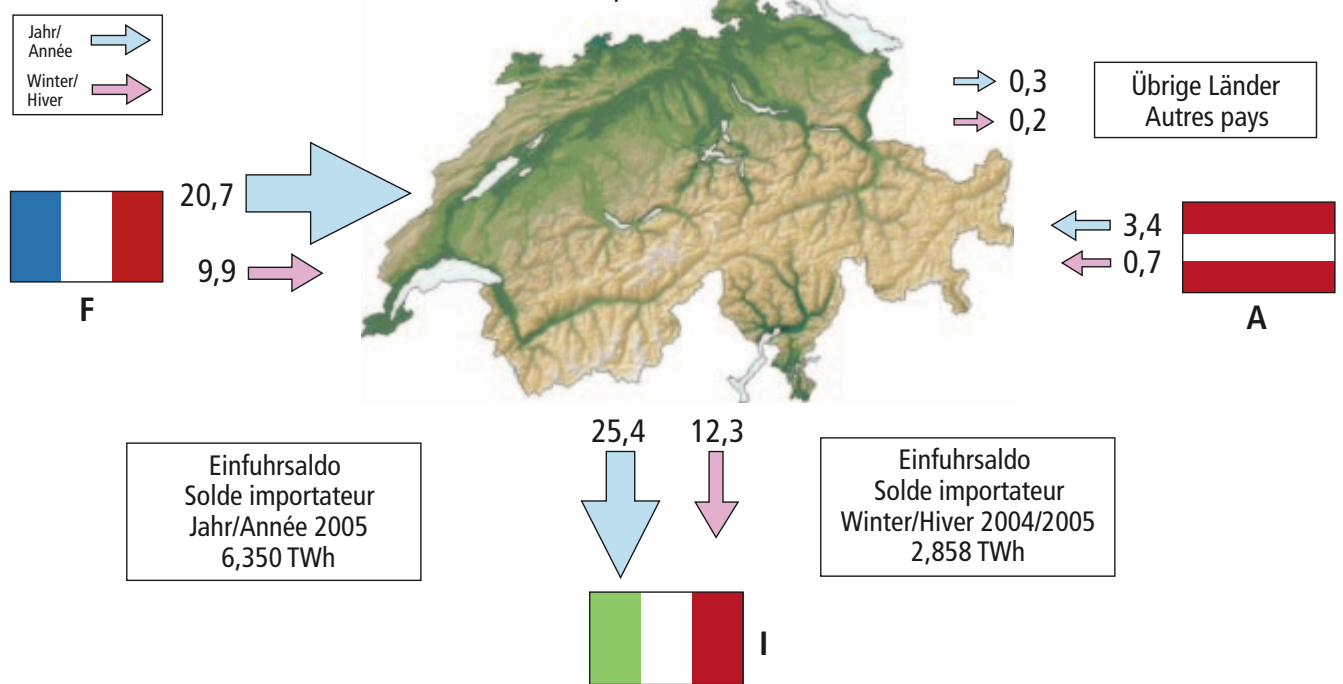 Jahr/
Année
Winter/
Hiver
0,3
0,2
Übrige Länder
Autres pays
20,7
9,9
F
3,4
0,7
A
25,4 12,3
Einfuhrsaldo
Solde importateur
Jahr/Année 2005
6,350 TWh
Einfuhrsaldo
Solde importateur
Winter/Hiver 2004/2005
2,858 TWh
I